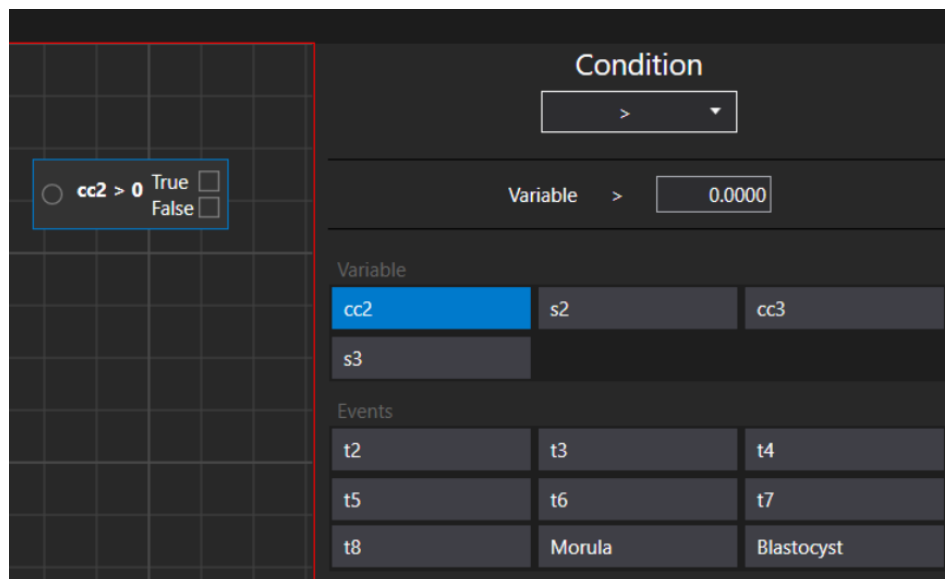 Condition
>
cc2 > 0 True
False
Variable > 0.0000
Variable
cc2 s2 cc3
s3
Events
t2 t3 t4
t5 t6 t7
t8 Morula Blastocyst